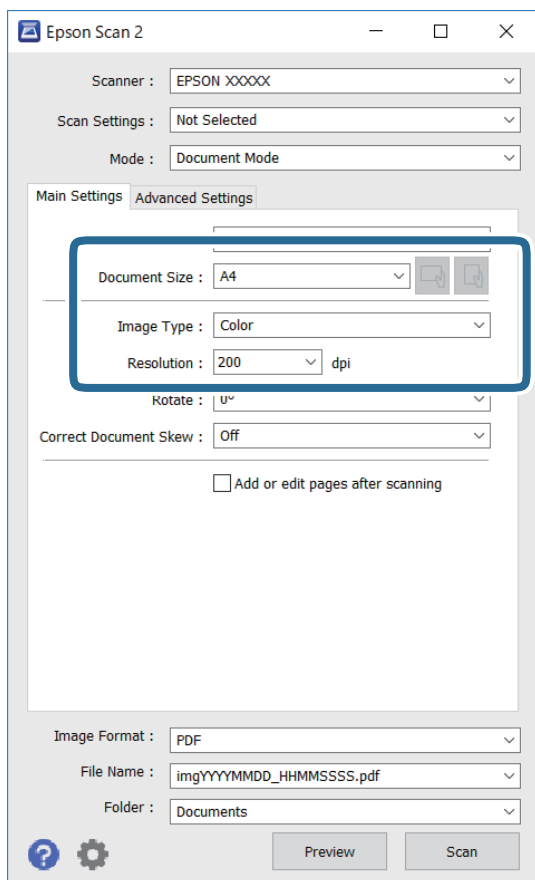 Epson Scan 2
Scanner : EPSON XXXXX
Scan Settings : Not Selected
Mode : Document Mode
Main Settings Advanced Settings
Document Size : A4
Image Type : Color
Resolution : 200 dpi
Rotate : 0°
Correct Document Skew : Off
Add or edit pages after scanning
Image Format : PDF
File Name : imgYYYYMMDD_HHMMSSSS.pdf
Folder : Documents
Preview Scan